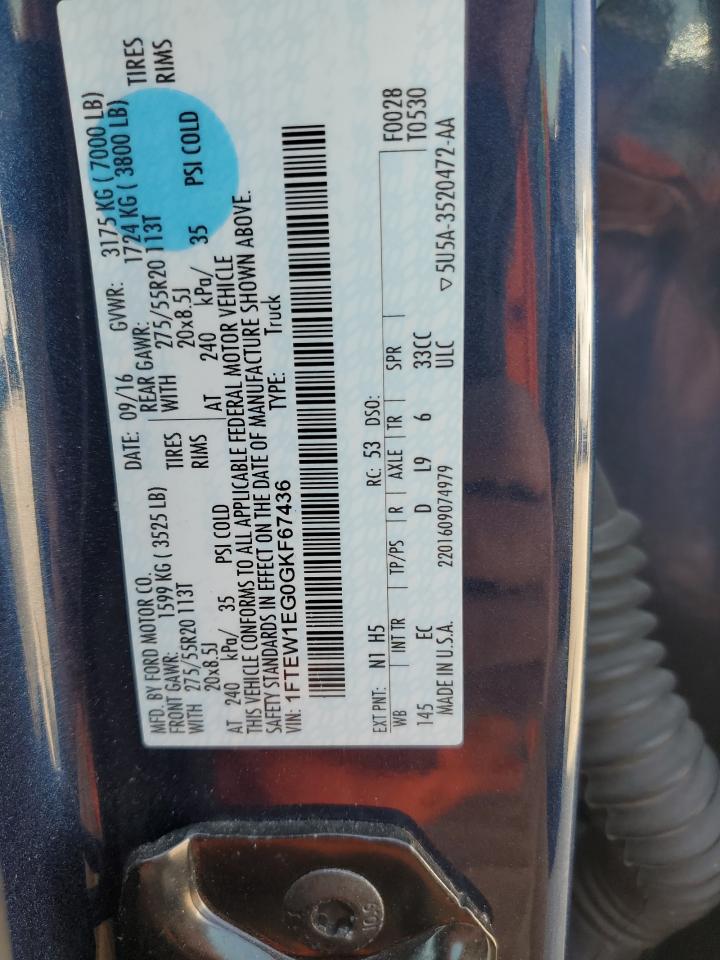 MFD. BY FORD MOTOR CO. DATE: 09/16 GVWR: 3175 KG ( 7000 LB)
FRONT GAWR: 1599 KG ( 3525 LB) REAR GAWR: 1724 KG ( 3800 LB)
WITH 275/55R20 113T TIRES WITH 275/55R20 113T TIRES
20x8.5J RIMS 20x8.5J RIMS
AT 240 kPa/ 35 PSI COLD AT 240 kPa/ 35 PSI COLD
THIS VEHICLE CONFORMS TO ALL APPLICABLE FEDERAL MOTOR VEHICLE
SAFETY STANDARDS IN EFFECT ON THE DATE OF MANUFACTURE SHOWN ABOVE.
VIN: 1FTEW1EG0GKF67436 TYPE: Truck
EXT PNT: N1 H5 RC: 53 DSO: F0028
WB INT TR TP/PS R AXLE TR SPR T0530
145 EC D L9 6 33CC
MADE IN U.S.A. 2201609074979 ULC
▽ 5U5A-3520472-AA
10.9